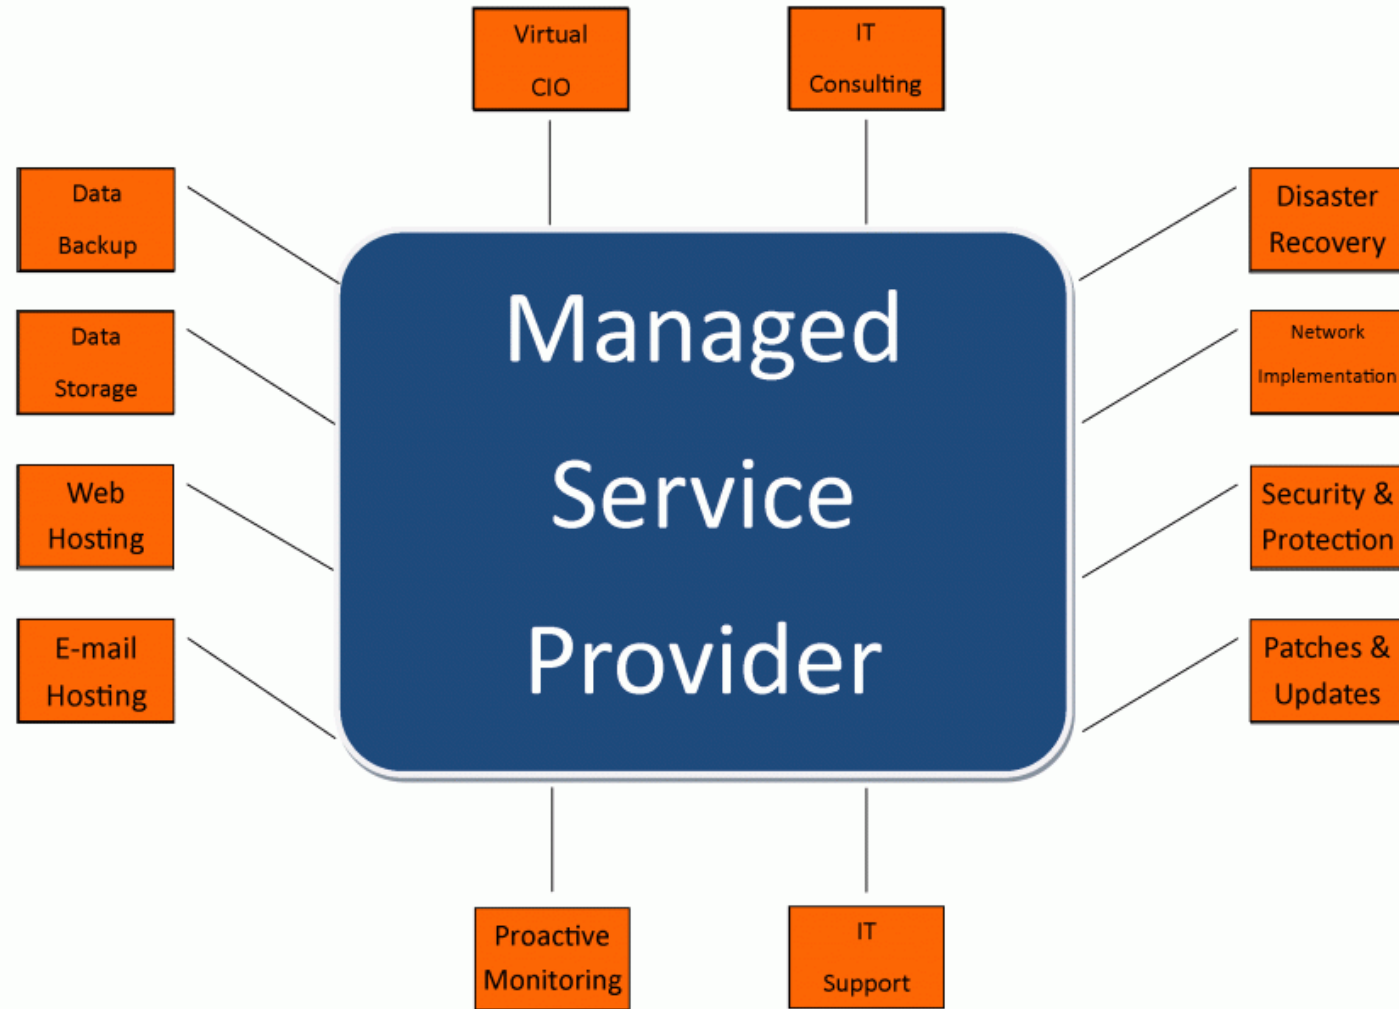 Virtual
CIO
IT
Consulting
Data
Backup
Disaster
Recovery
Data
Storage
Network
Implementation
Managed
Service
Provider
Web
Hosting
Security &
Protection
E-mail
Hosting
Patches &
Updates
Proactive
Monitoring
IT
Support